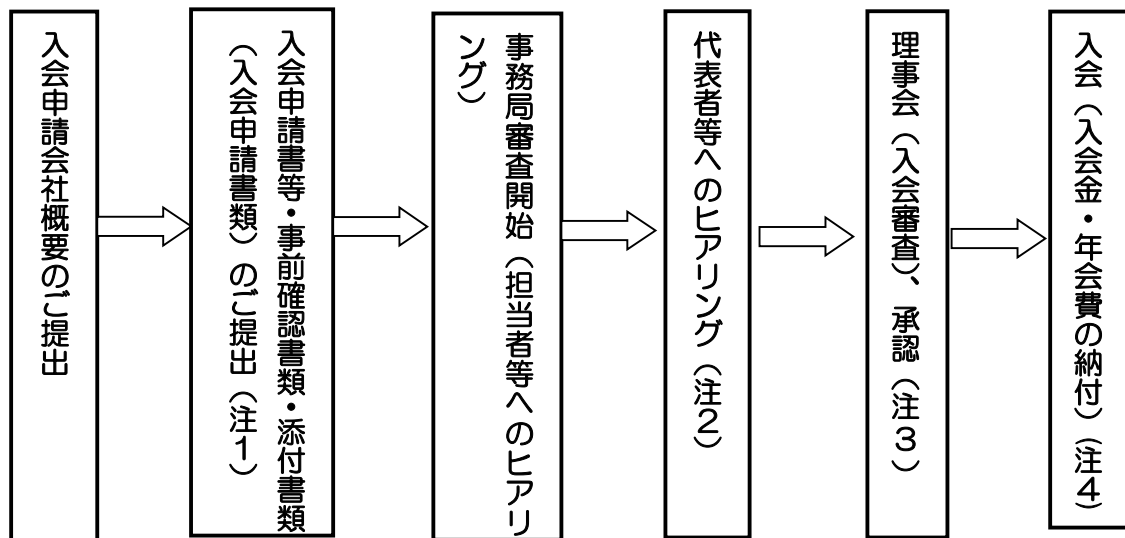 入会申請会社概要のご提出
入会申請書等・事前確認書類・添付書類
（入会申請書類）のご提出（注１）
事務局審査開始（担当者等へのヒアリ
ング）
代表者等へのヒアリング（注２）
理事会（入会審査）、承認（注３）
入会（入会金・年会費の納付）（注４）